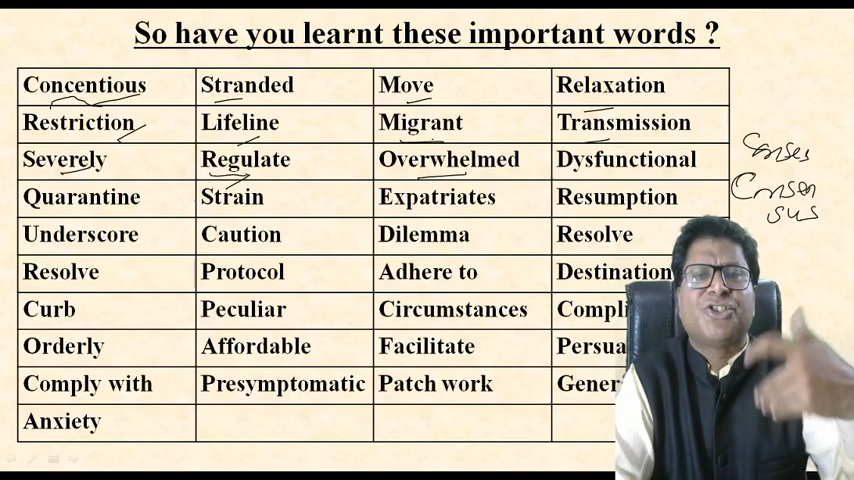 So have you learnt these important words ?
Concentious Stranded Move Relaxation
Restriction Lifeline Migrant Transmission
Severely Regulate Overwhelmed Dysfunctional
Quarantine Strain Expatriates Resumption
Underscore Caution Dilemma Resolve
Resolve Protocol Adhere to Destination
Curb Peculiar Circumstances
Orderly Affordable Facilitate
Comply with Presymptomatic Patch work
Anxiety